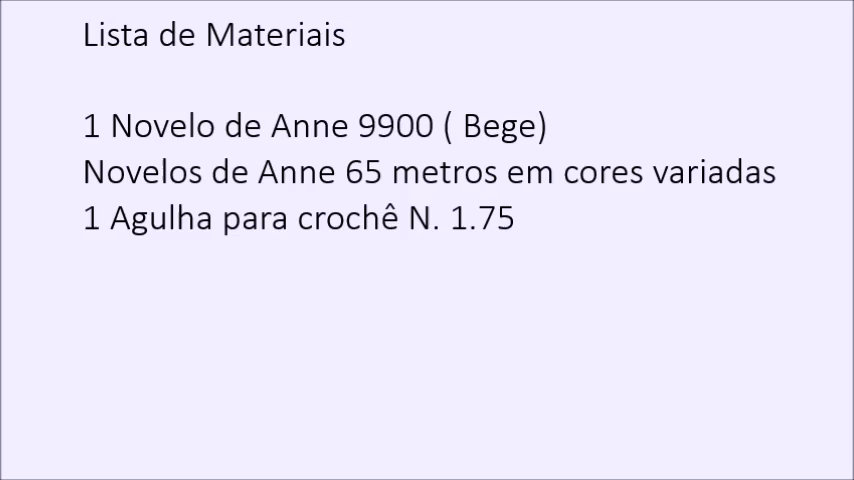 Lista de Materiais
1 Novelo de Anne 9900 ( Bege)
Novelos de Anne 65 metros em cores variadas
1 Agulha para crochê N. 1.75